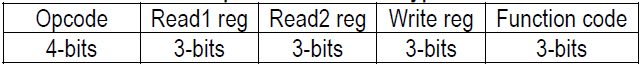 Opcode Read1 reg Read2 reg Write reg Function code
4-bits 3-bits 3-bits 3-bits 3-bits